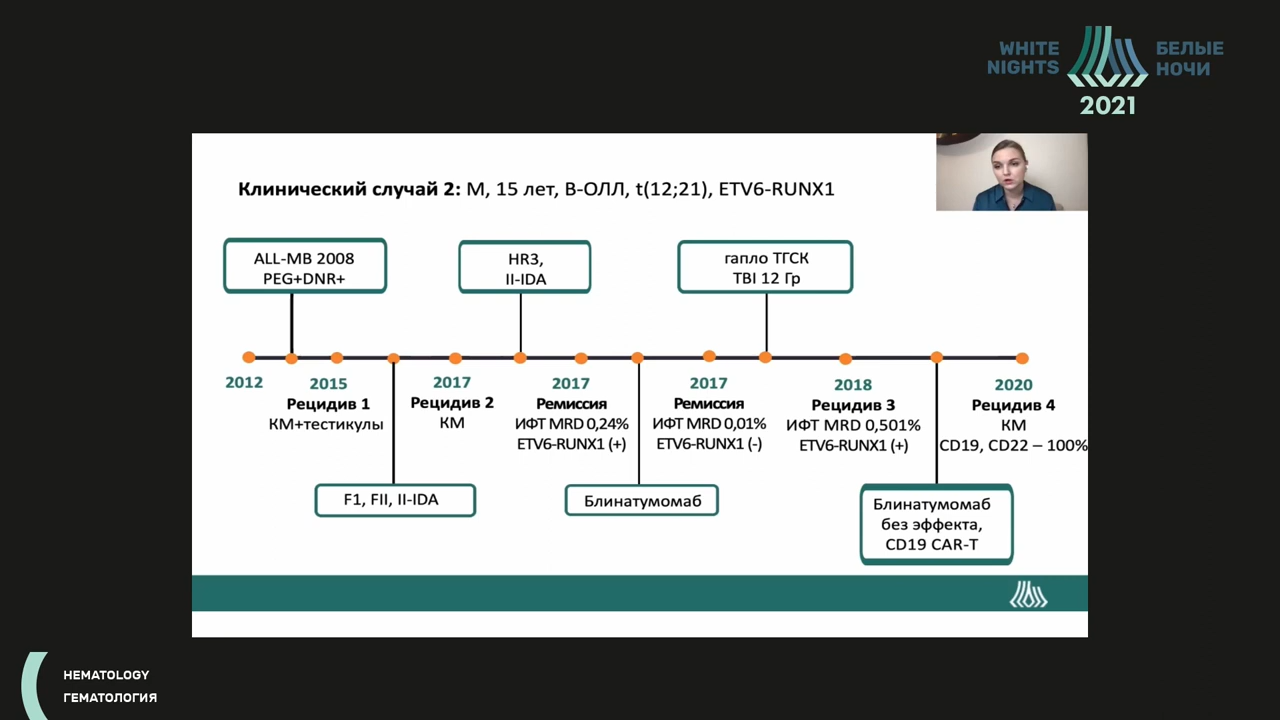 WHITE NIGHTS
БЕЛЫЕ НОЧИ
2021
Клинический случай 2: М, 15 лет, В-ОЛЛ, t(12;21), ETV6-RUNX1
ALL-MB 2008
PEG+DNR+
HR3,
II-IDA
гапло ТГСК
TBI 12 Гр
2012
2015
Рецидив 1
КМ+тестикулы
2017
Рецидив 2
КМ
2017
Ремиссия
ИФТ MRD 0,24%
ETV6-RUNX1 (+)
2017
Ремиссия
ИФТ MRD 0,01%
ETV6-RUNX1 (-)
2018
Рецидив 3
ИФТ MRD 0,501%
ETV6-RUNX1 (+)
2020
Рецидив 4
КМ
CD19, CD22 – 100%
F1, FII, II-IDA
Блинатумомаб
Блинатумомаб
без эффекта,
CD19 CAR-T
HEMATOLOGY
ГЕМАТОЛОГИЯ